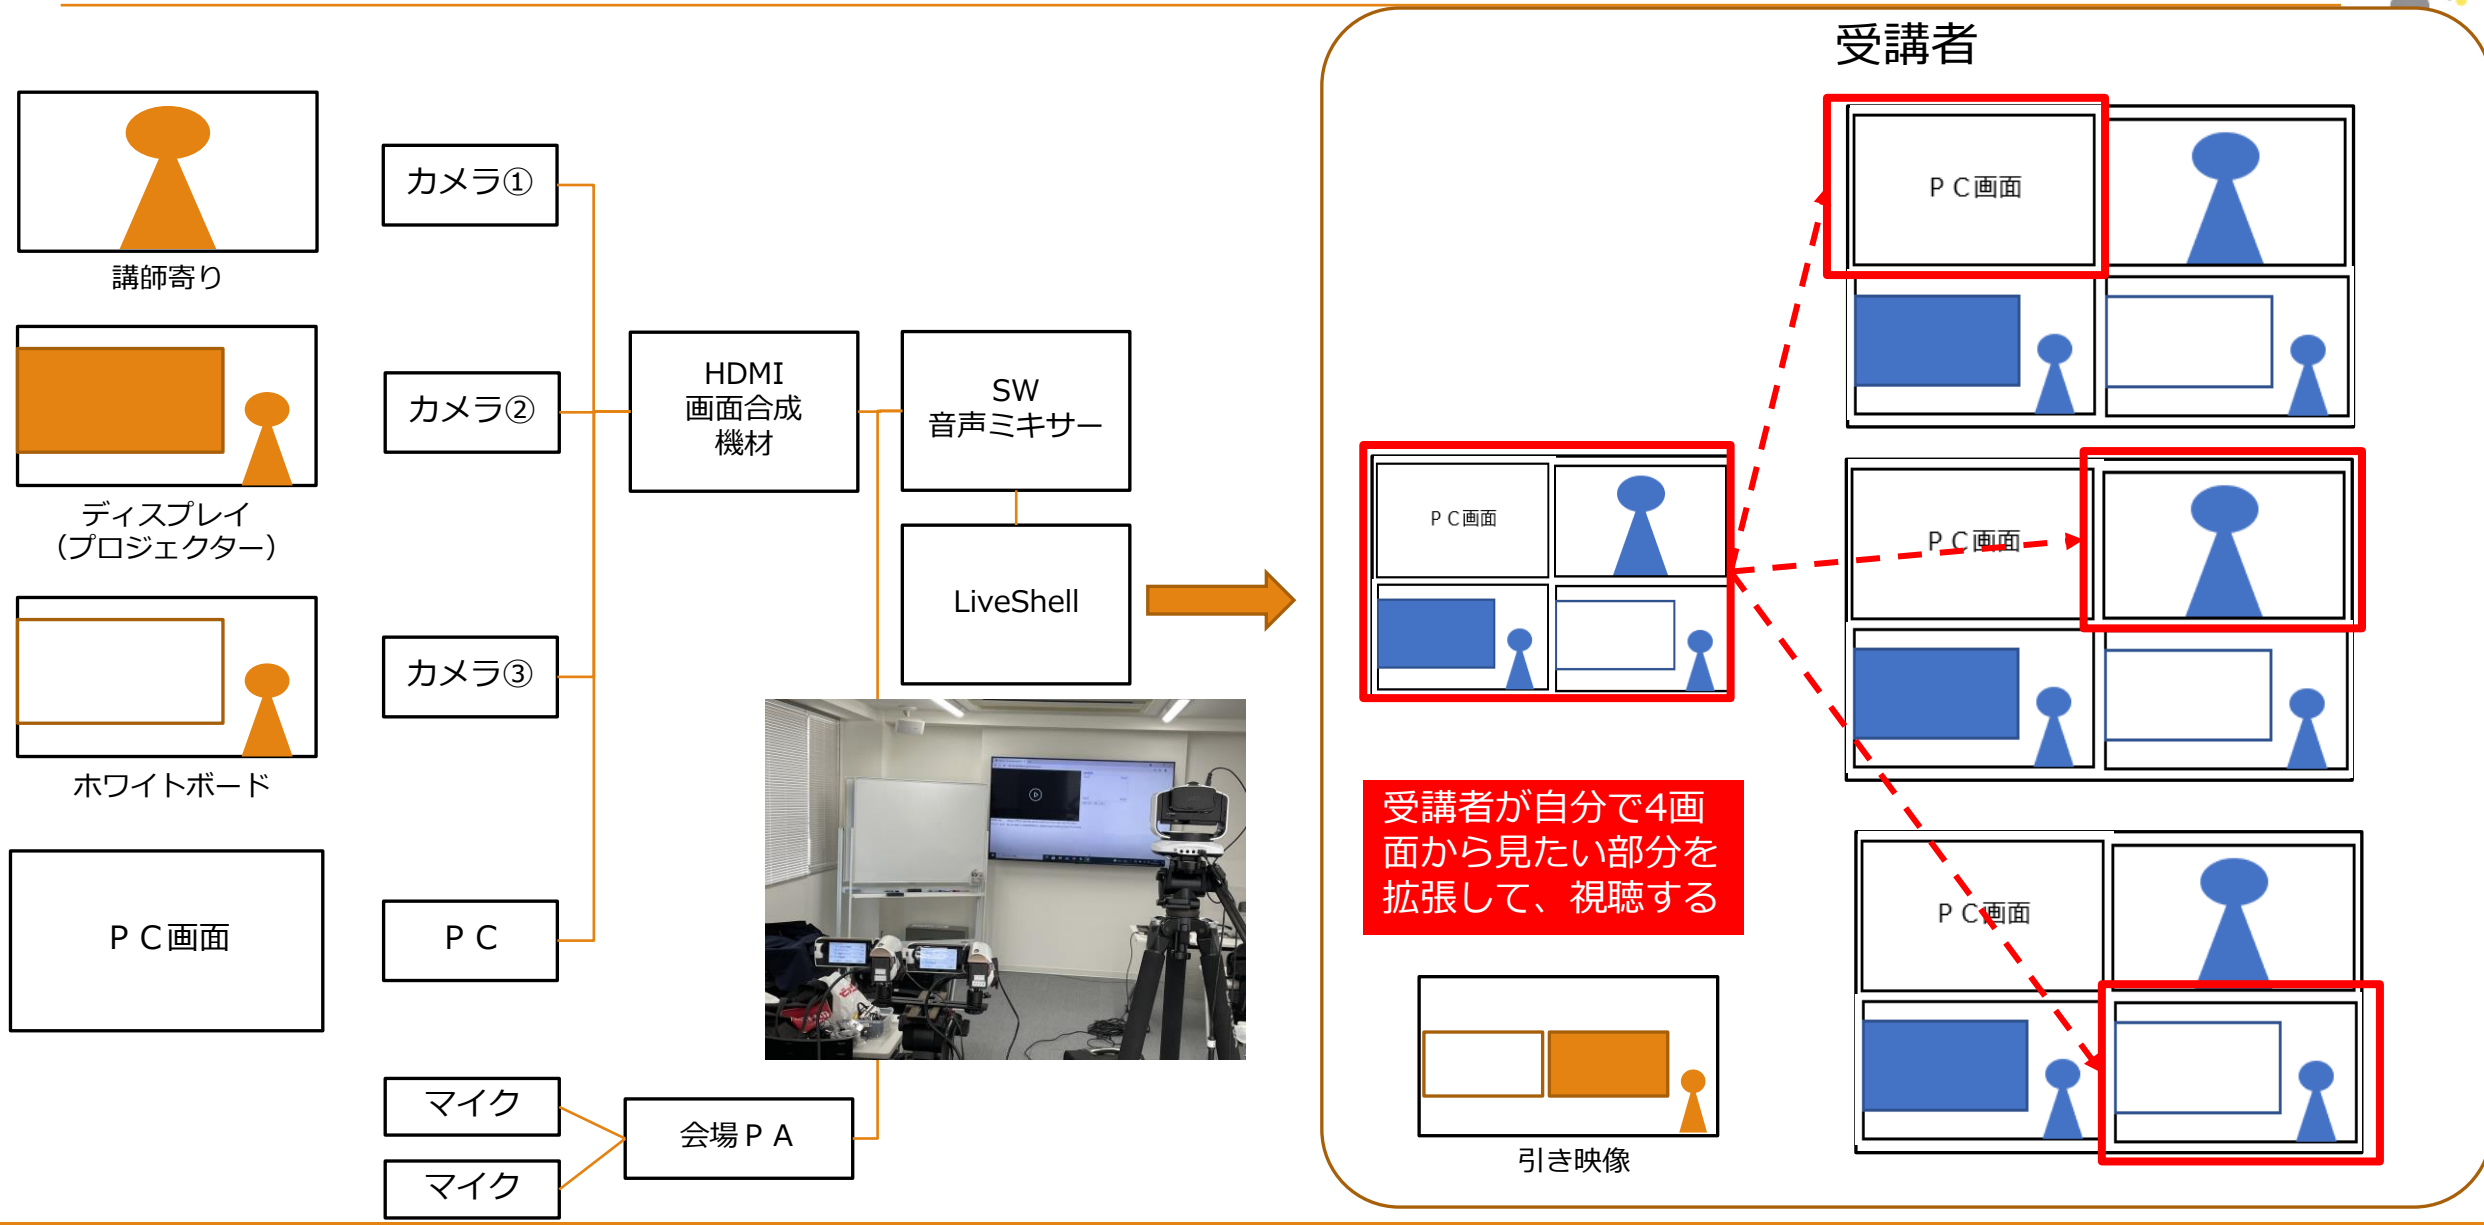 受講者
講師寄り
ディスプレイ
（プロジェクター）
ホワイトボード
ＰＣ画面
カメラ①
カメラ②
カメラ③
ＰＣ
マイク
マイク
会場ＰＡ
HDMI
画面合成
機材
SW
音声ミキサー
LiveShell
ＰＣ画面
受講者が自分で4画
面から見たい部分を
拡張して、視聴する
引き映像
ＰＣ画面
ＰＣ画面
ＰＣ画面